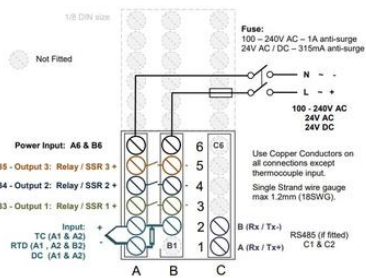 1/8 DIN size
Fuse:
100 – 240V AC – 1A anti-surge
24V AC / DC – 315mA anti-surge
Not Fitted
N ~ -
L ~ +
100 - 240V AC
24V AC
24V DC
Power Input: A6 & B6
6
C6
35 - Output 3: Relay / SSR 3 +
5
34 - Output 2: Relay / SSR 2 +
4
33 - Output 1: Relay / SSR 1 +
3
Use Copper Conductors on
all connections except
thermocouple input.
Single Strand wire gauge
max 1.2mm (18SWG).
Input: +
TC (A1 & A2)
RTD (A1 , A2 & B2)
DC (A1 & A2) -
2
B (Rx / Tx-)
B1
1
A (Rx / Tx+)
RS485 (if fitted)
C1 & C2
A B C